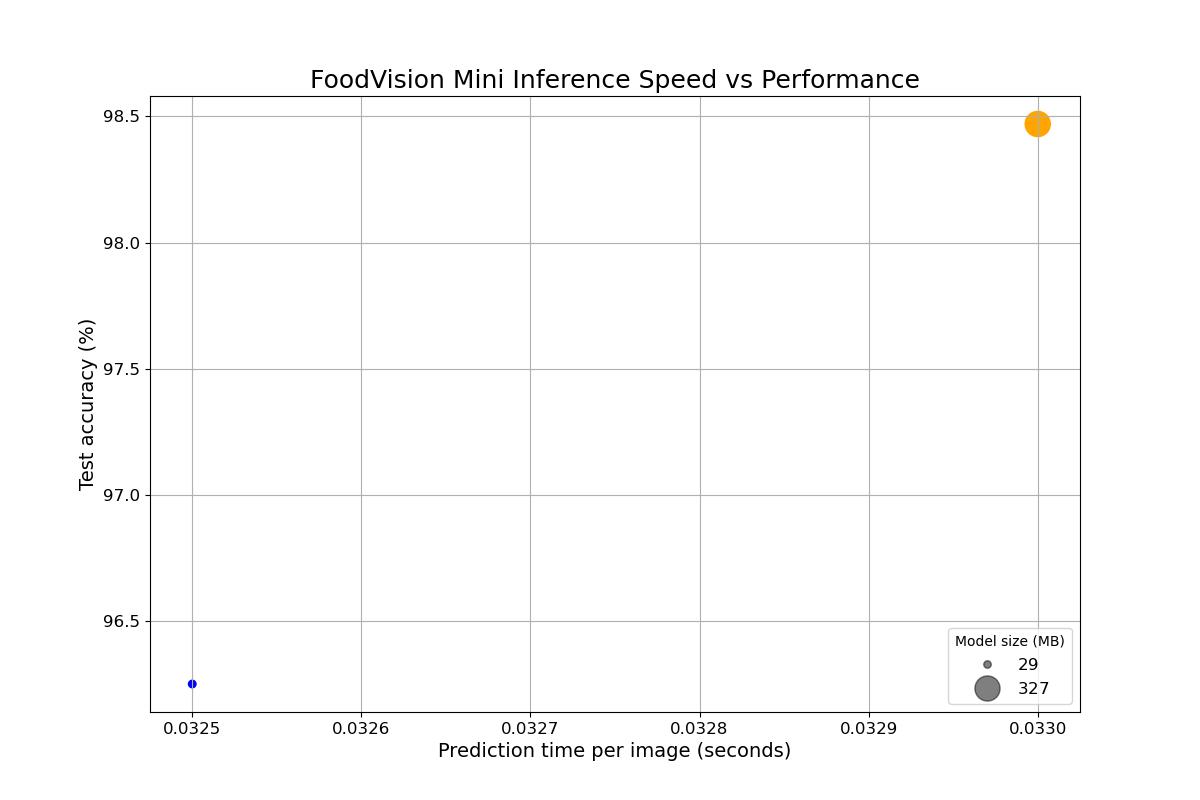 FoodVision Mini Inference Speed vs Performance
98.5
98.0
97.5
97.0
96.5
Test accuracy (%)
Model size (MB)
29
327
0.0325 0.0326 0.0327 0.0328 0.0329 0.0330
Prediction time per image (seconds)